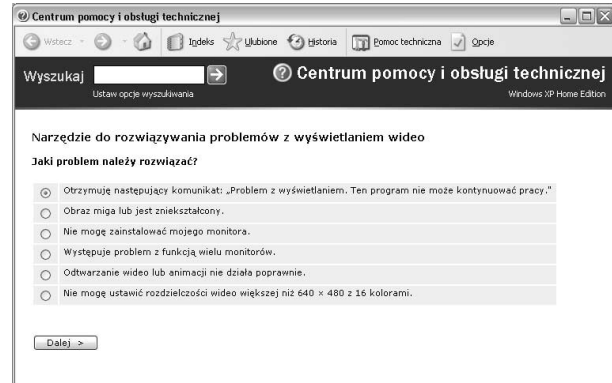 Centrum pomocy i obsługi technicznej
Wstecz Indeks Ulubione Historia Pomoc techniczna Opcje
Wyszukaj Centrum pomocy i obsługi technicznej
Ustaw opcje wyszukiwania Windows XP Home Edition
Narzędzie do rozwiązywania problemów z wyświetlaniem wideo
Jaki problem należy rozwiązać?
Otrzymuję następujący komunikat: „Problem z wyświetlaniem. Ten program nie może kontynuować pracy."
Obraz miga lub jest zniekształcony.
Nie mogę zainstalować mojego monitora.
Występuje problem z funkcją wielu monitorów.
Odtwarzanie wideo lub animacji nie działa poprawnie.
Nie mogę ustawić rozdzielczości wideo większej niż 640 × 480 z 16 kolorami.
Dalej >